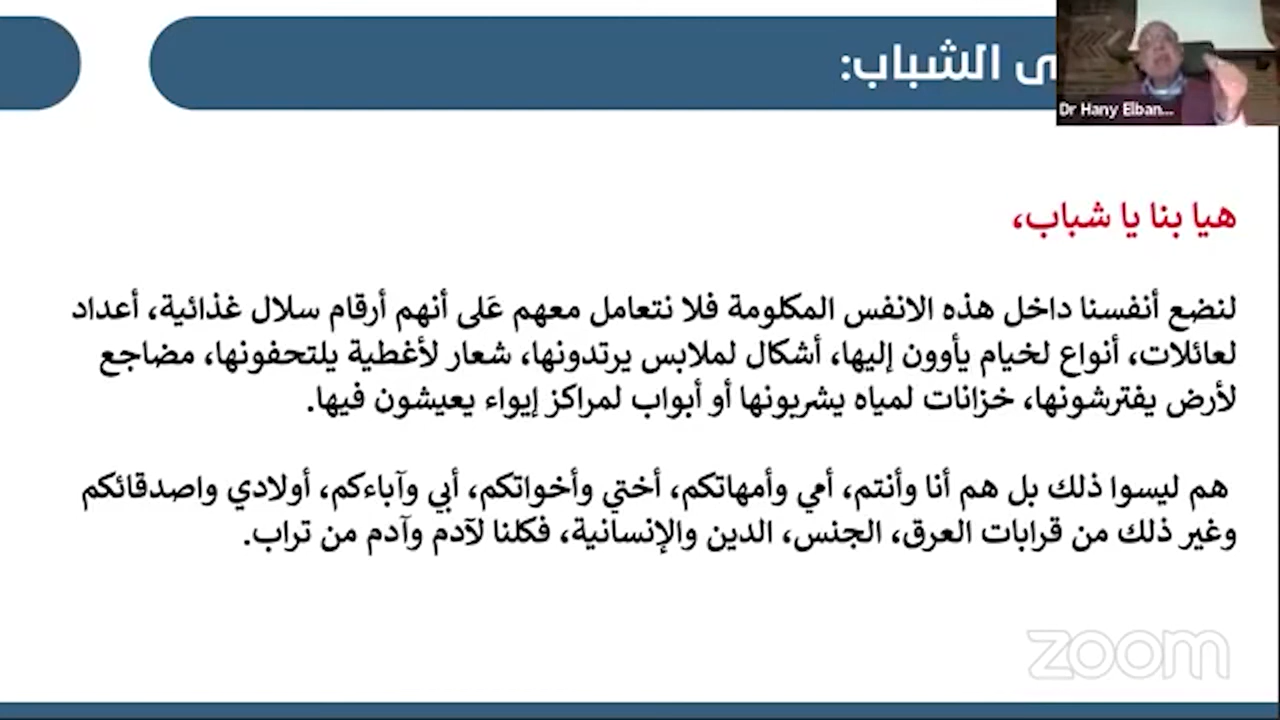 ى الشباب:
Dr Hany Elban...
هيا بنا يا شباب،
لنضع أنفسنا داخل هذه الانفس المكلومة فلا نتعامل معهم عَلى أنهم أرقام سلال غذائية، أعداد
لعائلات، أنواع لخيام يأوون إليها، أشكال لملابس يرتدونها، شعار لأغطية يلتحفونها، مضاجع
لأرض يفترشونها، خزانات لمياه يشربونها أو أبواب لمراكز إيواء يعيشون فيها.
هم ليسوا ذلك بل هم أنا وأنتم، أمي وأمهاتكم، أختي وأخواتكم، أبي وآباءكم، أولادي واصدقائكم
وغير ذلك من قرابات العرق، الجنس، الدين والإنسانية، فكلنا لآدم وآدم من تراب.
zoom